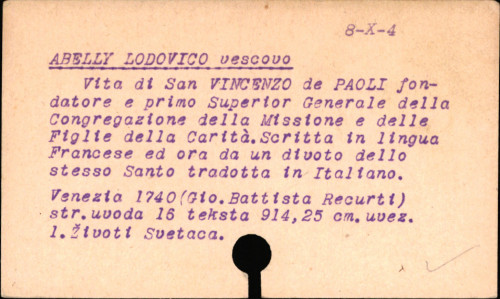 8-X-4
ABELLY LODOVICO vescovo
Vita di San VINCENZO de PAOLI fon-
datore e primo Superior Generale della
Congregazione della Missione e delle
Figlie della Carità.Scritta in lingua
Francese ed ora da un divoto dello
stesso Santo tradotta in Italiano.
Venezia 1740(Gio.Battista Recurti)
str.uvoda 16 teksta 914,25 cm.uvez.
1.Životi Svetaca.